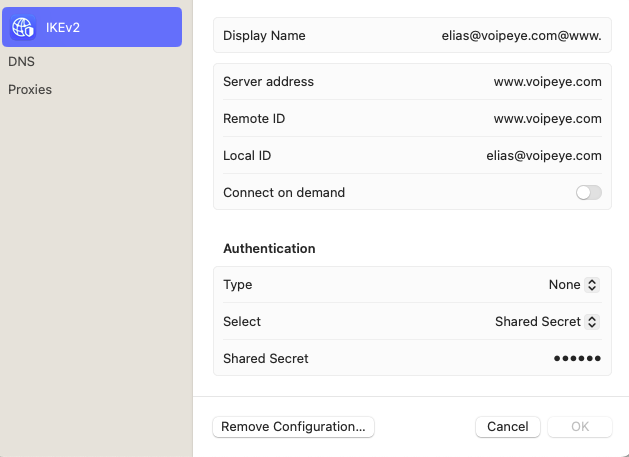 IKEv2
DNS
Proxies
Display Name elias@voipeye.com@www.
Server address www.voipeye.com
Remote ID www.voipeye.com
Local ID elias@voipeye.com
Connect on demand
Authentication
Type None
Select Shared Secret
Shared Secret ••••••
Remove Configuration... Cancel OK